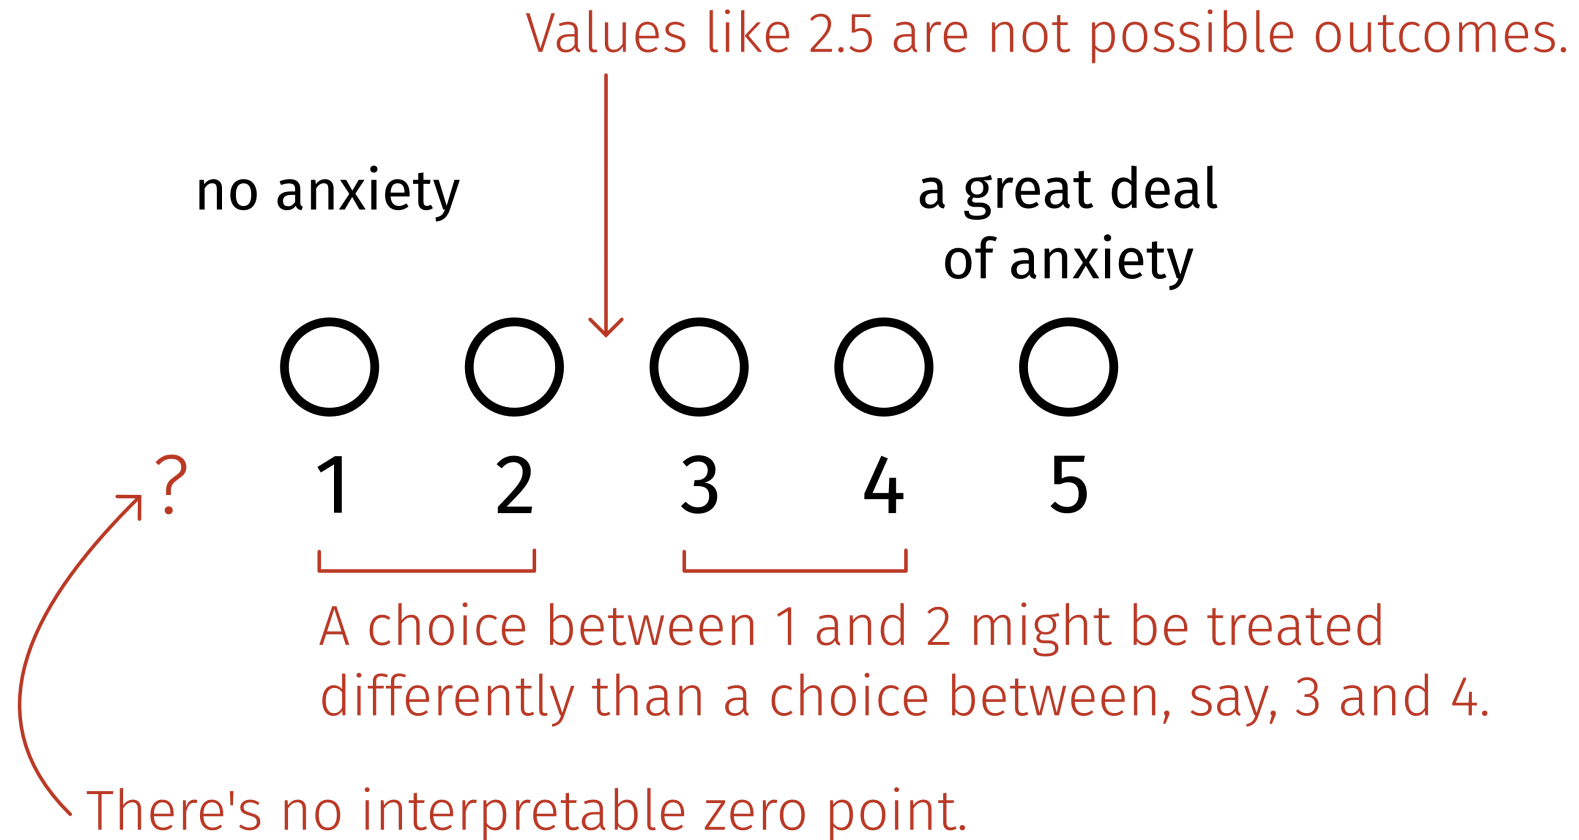 Values like 2.5 are not possible outcomes.
no anxiety
a great deal
of anxiety
? 1 2 3 4 5
A choice between 1 and 2 might be treated
differently than a choice between, say, 3 and 4.
There's no interpretable zero point.